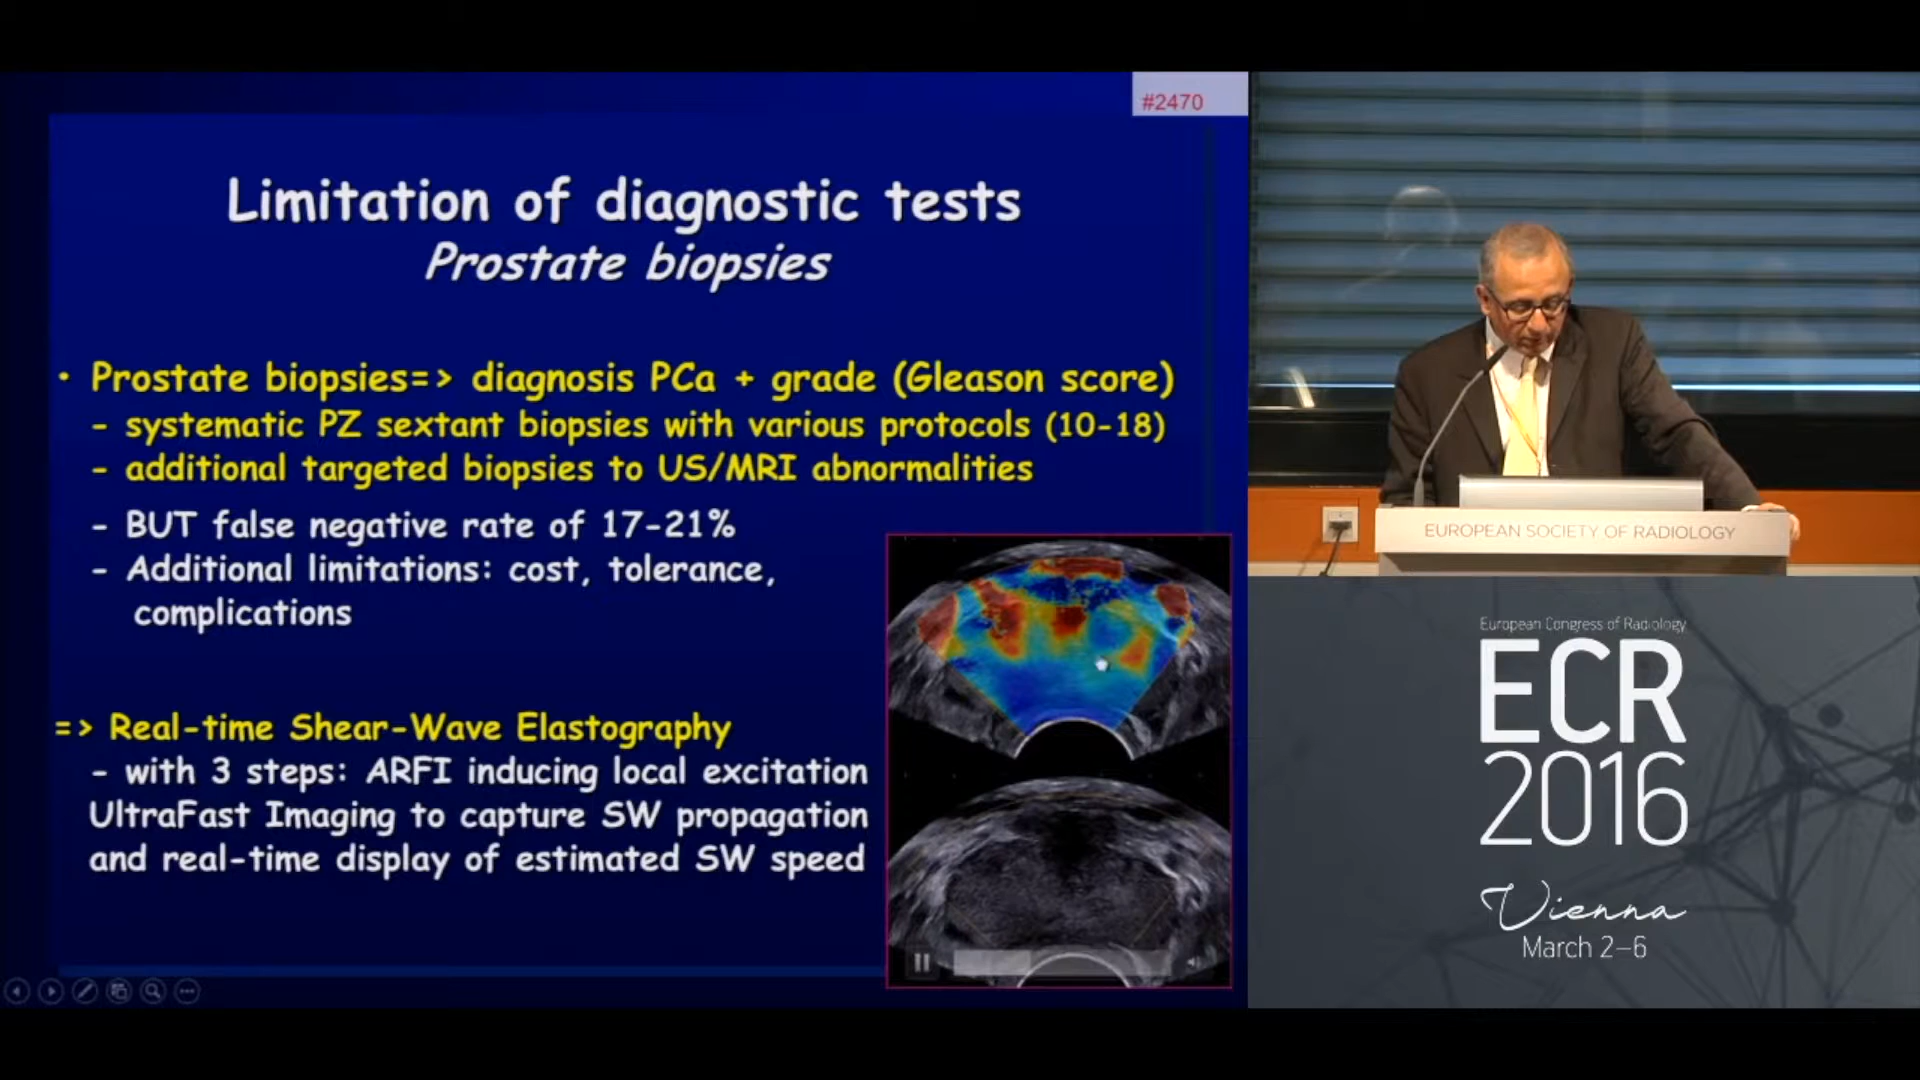 #2470
Limitation of diagnostic tests
Prostate biopsies
• Prostate biopsies=> diagnosis PCa + grade (Gleason score)
- systematic PZ sextant biopsies with various protocols (10-18)
- additional targeted biopsies to US/MRI abnormalities
- BUT false negative rate of 17-21%
- Additional limitations: cost, tolerance,
complications
=> Real-time Shear-Wave Elastography
- with 3 steps: ARFI inducing local excitation
UltraFast Imaging to capture SW propagation
and real-time display of estimated SW speed
EUROPEAN SOCIETY OF RADIOLOGY
European Congress of Radiology
ECR
2016
Vienna
March 2-6